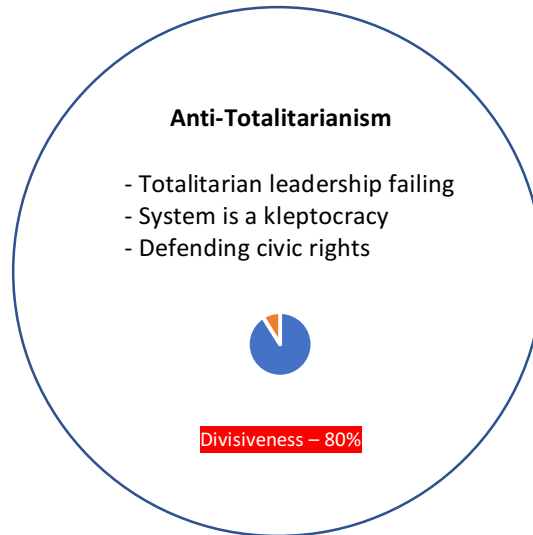 Anti-Totalitarianism
- Totalitarian leadership failing
- System is a kleptocracy
- Defending civic rights
Divisiveness – 80%